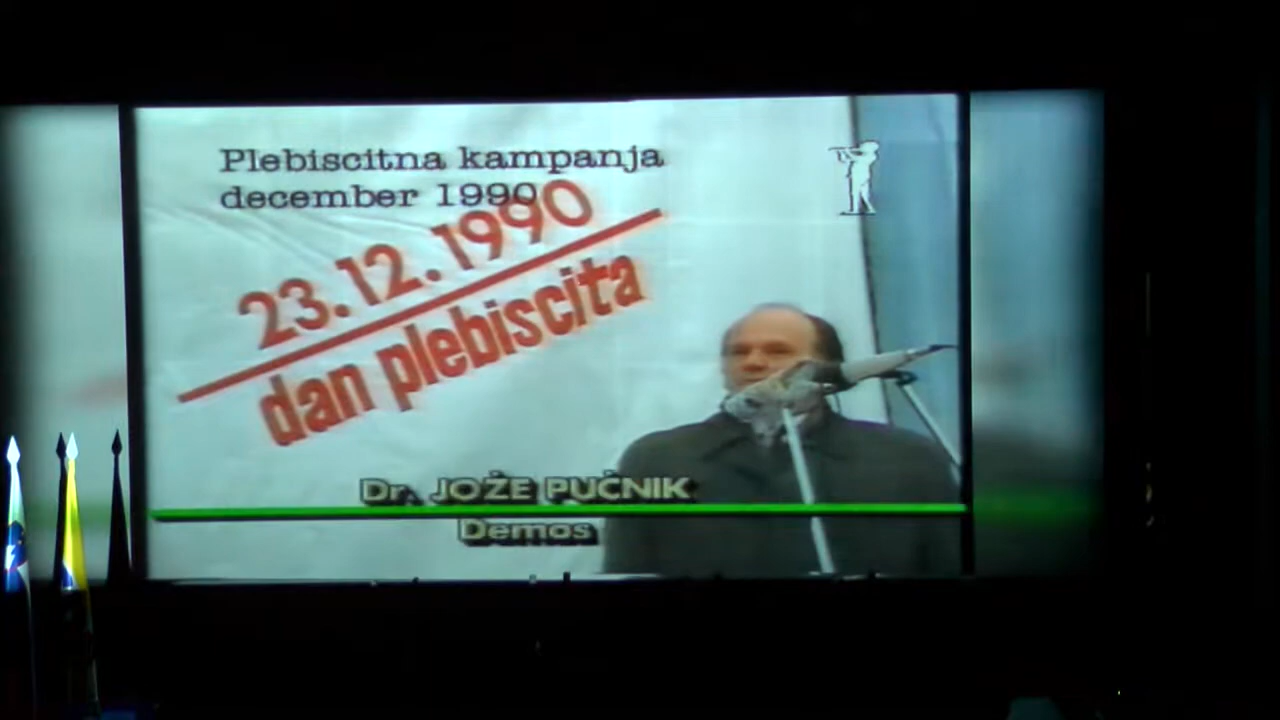 Plebiscitna kampanja
december 1990
23.12.1990
dan plebiscita
Dr. JOŽE PUČNIK
Demos